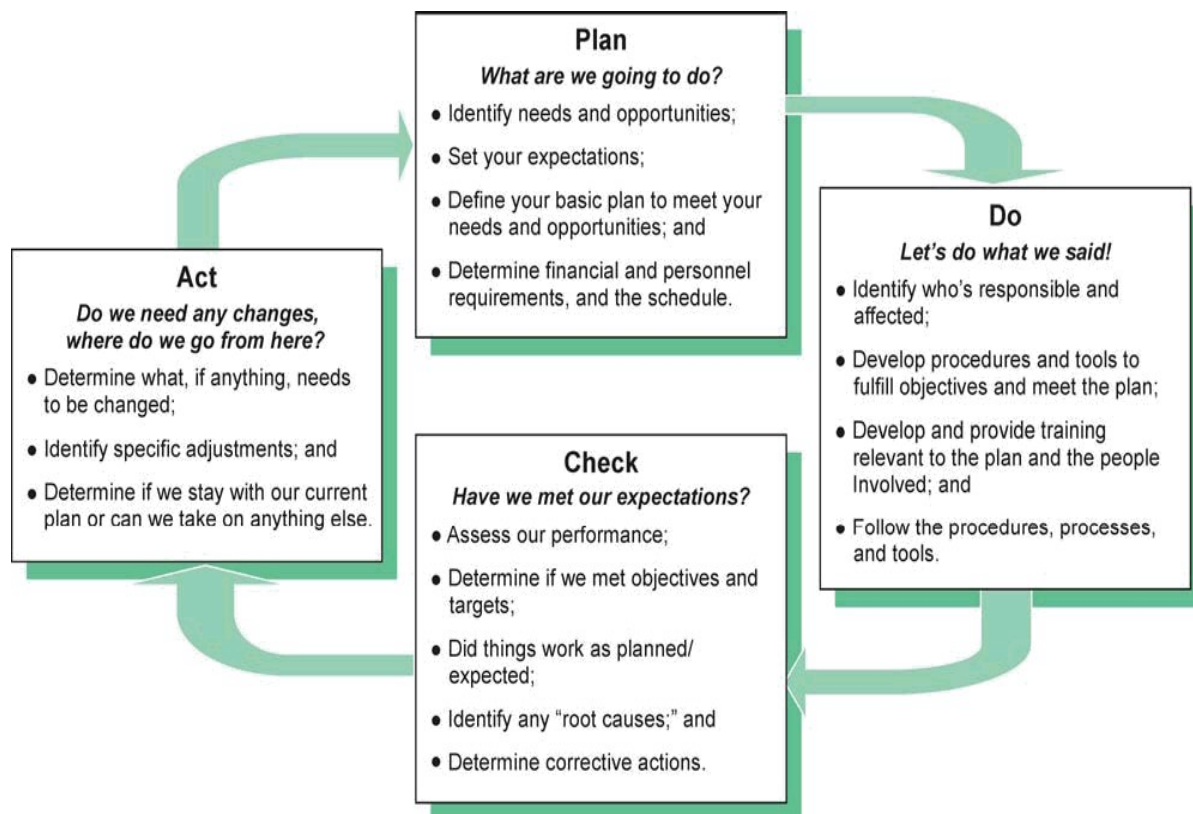 Plan
What are we going to do?
● Identify needs and opportunities;
● Set your expectations;
● Define your basic plan to meet your
needs and opportunities; and
● Determine financial and personnel
requirements, and the schedule.
Do
Let's do what we said!
● Identify who's responsible and
affected;
● Develop procedures and tools to
fulfill objectives and meet the plan;
● Develop and provide training
relevant to the plan and the people
Involved; and
● Follow the procedures, processes,
and tools.
Check
Have we met our expectations?
● Assess our performance;
● Determine if we met objectives and
targets;
● Did things work as planned/
expected;
● Identify any “root causes;” and
● Determine corrective actions.
Act
Do we need any changes,
where do we go from here?
● Determine what, if anything, needs
to be changed;
● Identify specific adjustments; and
● Determine if we stay with our current
plan or can we take on anything else.